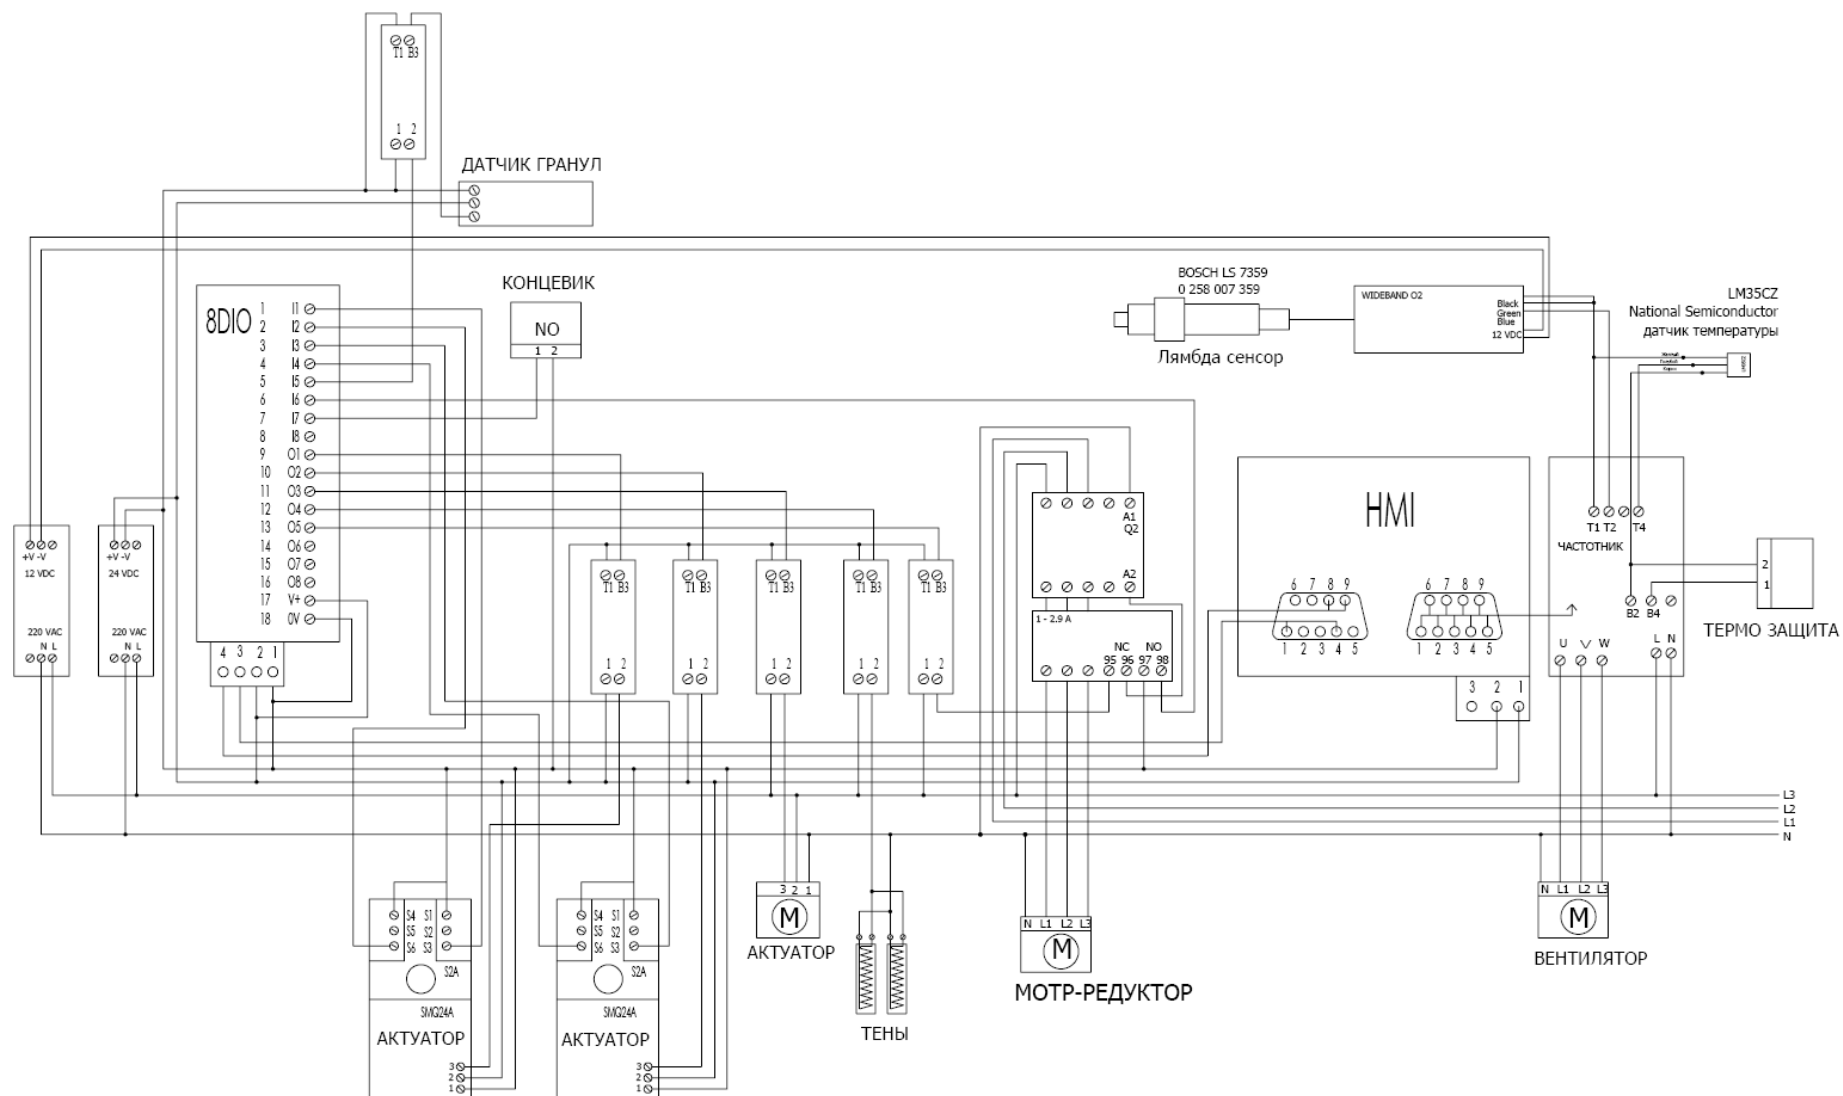 T1 B3
1 2
ДАТЧИК ГРАНУЛ
8DIO
1 I1
2 I2
3 I3
4 I4
5 I5
6 I6
7 I7
8 I8
9 O1
10 O2
11 O3
12 O4
13 O5
14 O6
15 O7
16 O8
17 V+
18 0V
4 3 2 1
КОНЦЕВИК
NO
1 2
BOSCH LS 7359
0 258 007 359
Лямбда сенсор
WIDEBAND O2
Black
Green
Blue
12 VDC
LM35CZ
National Semiconductor
датчик температуры
+V -V
12 VDC
220 VAC
N L
+V -V
24 VDC
220 VAC
N L
T1 B3
1 2
T1 B3
1 2
T1 B3
1 2
T1 B3
1 2
T1 B3
1 2
A1
Q2
A2
1 - 2.9 A
NC NO
95 96 97 98
HMI
6 7 8 9
1 2 3 4 5
6 7 8 9
1 2 3 4 5
3 2 1
T1 T2 T4
ЧАСТОТНИК
B2 B4
U V W
L N
2
1
ТЕРМО ЗАЩИТА
L3
L2
L1
N
S4 S1
S5 S2
S6 S3
S2A
SMQ24A
АКТУАТОР
3
2
1
S4 S1
S5 S2
S6 S3
S2A
SMQ24A
АКТУАТОР
3
2
1
3 2 1
M
АКТУАТОР
ТЕНЫ
N L1 L2 L3
M
МОТР-РЕДУКТОР
N L1 L2 L3
M
ВЕНТИЛЯТОР